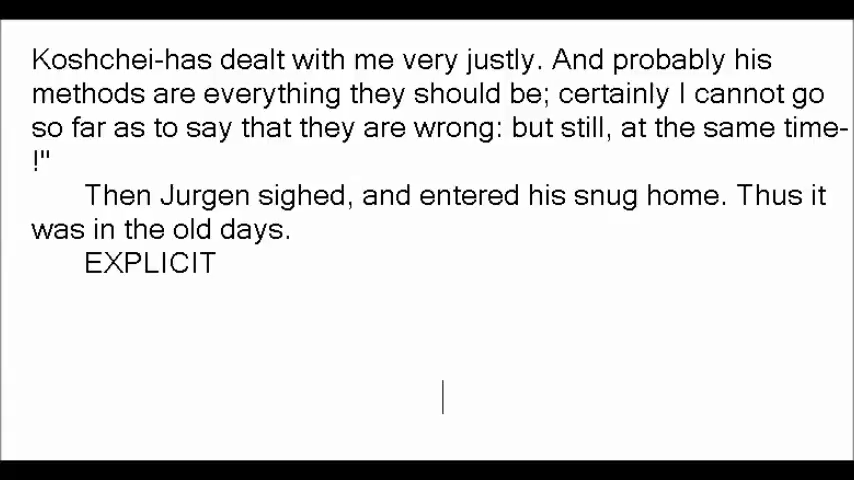 Koshchei-has dealt with me very justly. And probably his
methods are everything they should be; certainly I cannot go
so far as to say that they are wrong: but still, at the same time-
!"
Then Jurgen sighed, and entered his snug home. Thus it
was in the old days.
EXPLICIT